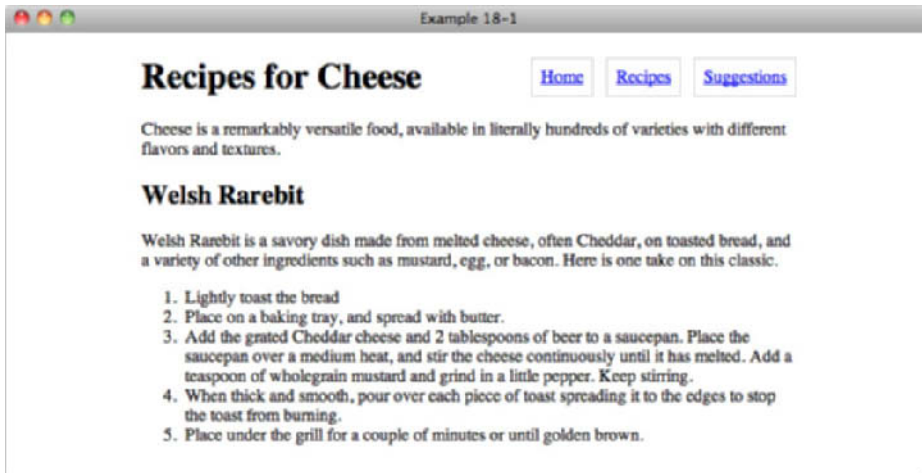 Example 18-1
Recipes for Cheese Home Recipes Suggestions
Cheese is a remarkably versatile food, available in literally hundreds of varieties with different
flavors and textures.
Welsh Rarebit
Welsh Rarebit is a savory dish made from melted cheese, often Cheddar, on toasted bread, and
a variety of other ingredients such as mustard, egg, or bacon. Here is one take on this classic.
1. Lightly toast the bread
2. Place on a baking tray, and spread with butter.
3. Add the grated Cheddar cheese and 2 tablespoons of beer to a saucepan. Place the
saucepan over a medium heat, and stir the cheese continuously until it has melted. Add a
teaspoon of wholegrain mustard and grind in a little pepper. Keep stirring.
4. When thick and smooth, pour over each piece of toast spreading it to the edges to stop
the toast from burning.
5. Place under the grill for a couple of minutes or until golden brown.